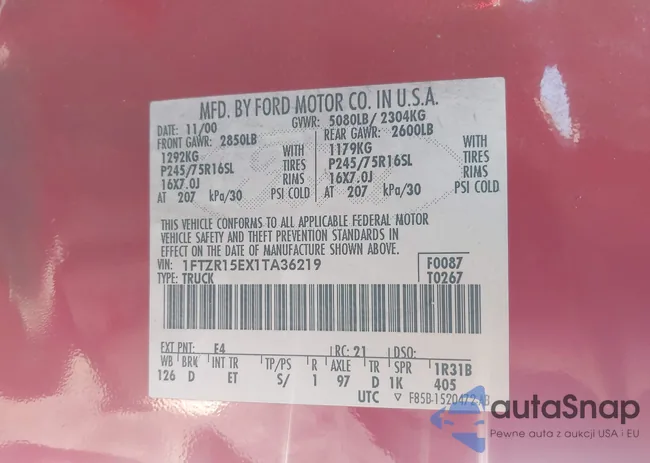 MFD. BY FORD MOTOR CO. IN U.S.A.
DATE: 11/00 GVWR: 5080LB/ 2304KG
FRONT GAWR: 2850LB REAR GAWR: 2600LB
1292KG WITH 1179KG WITH
P245/75R16SL TIRES P245/75R16SL TIRES
16X7.0J RIMS 16X7.0J RIMS
AT 207 kPa/30 PSI COLD AT 207 kPa/30 PSI COLD
THIS VEHICLE CONFORMS TO ALL APPLICABLE FEDERAL MOTOR
VEHICLE SAFETY AND THEFT PREVENTION STANDARDS IN
EFFECT ON THE DATE OF MANUFACTURE SHOWN ABOVE.
VIN: 1FTZR15EX1TA36219 F0087
TYPE: TRUCK T0267
EXT PNT: E4 RC: 21 DSO:
WB BRK INT TR TP/PS R AXLE TR SPR 1R31B
126 D ET S/ 1 97 D 1K 405
UTC ▽ F85B-1520472-AB
autaSnap
Pewne auta z aukcji USA i EU